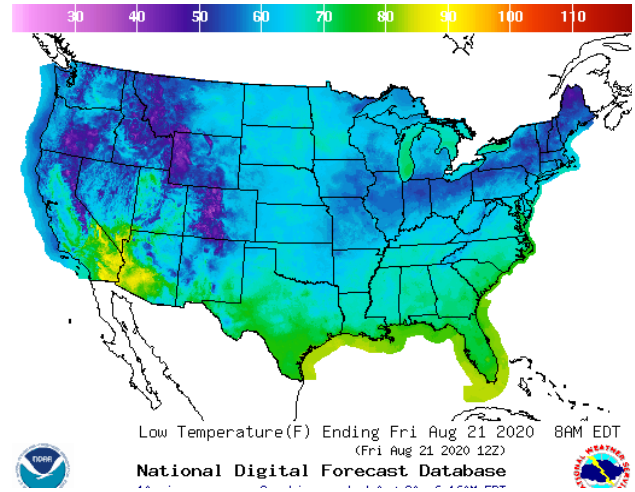 30 40 50 60 70 80 90 100 110
Low Temperature(F) Ending Fri Aug 21 2020 8AM EDT
(Fri Aug 21 2020 12Z)
National Digital Forecast Database
NOAA